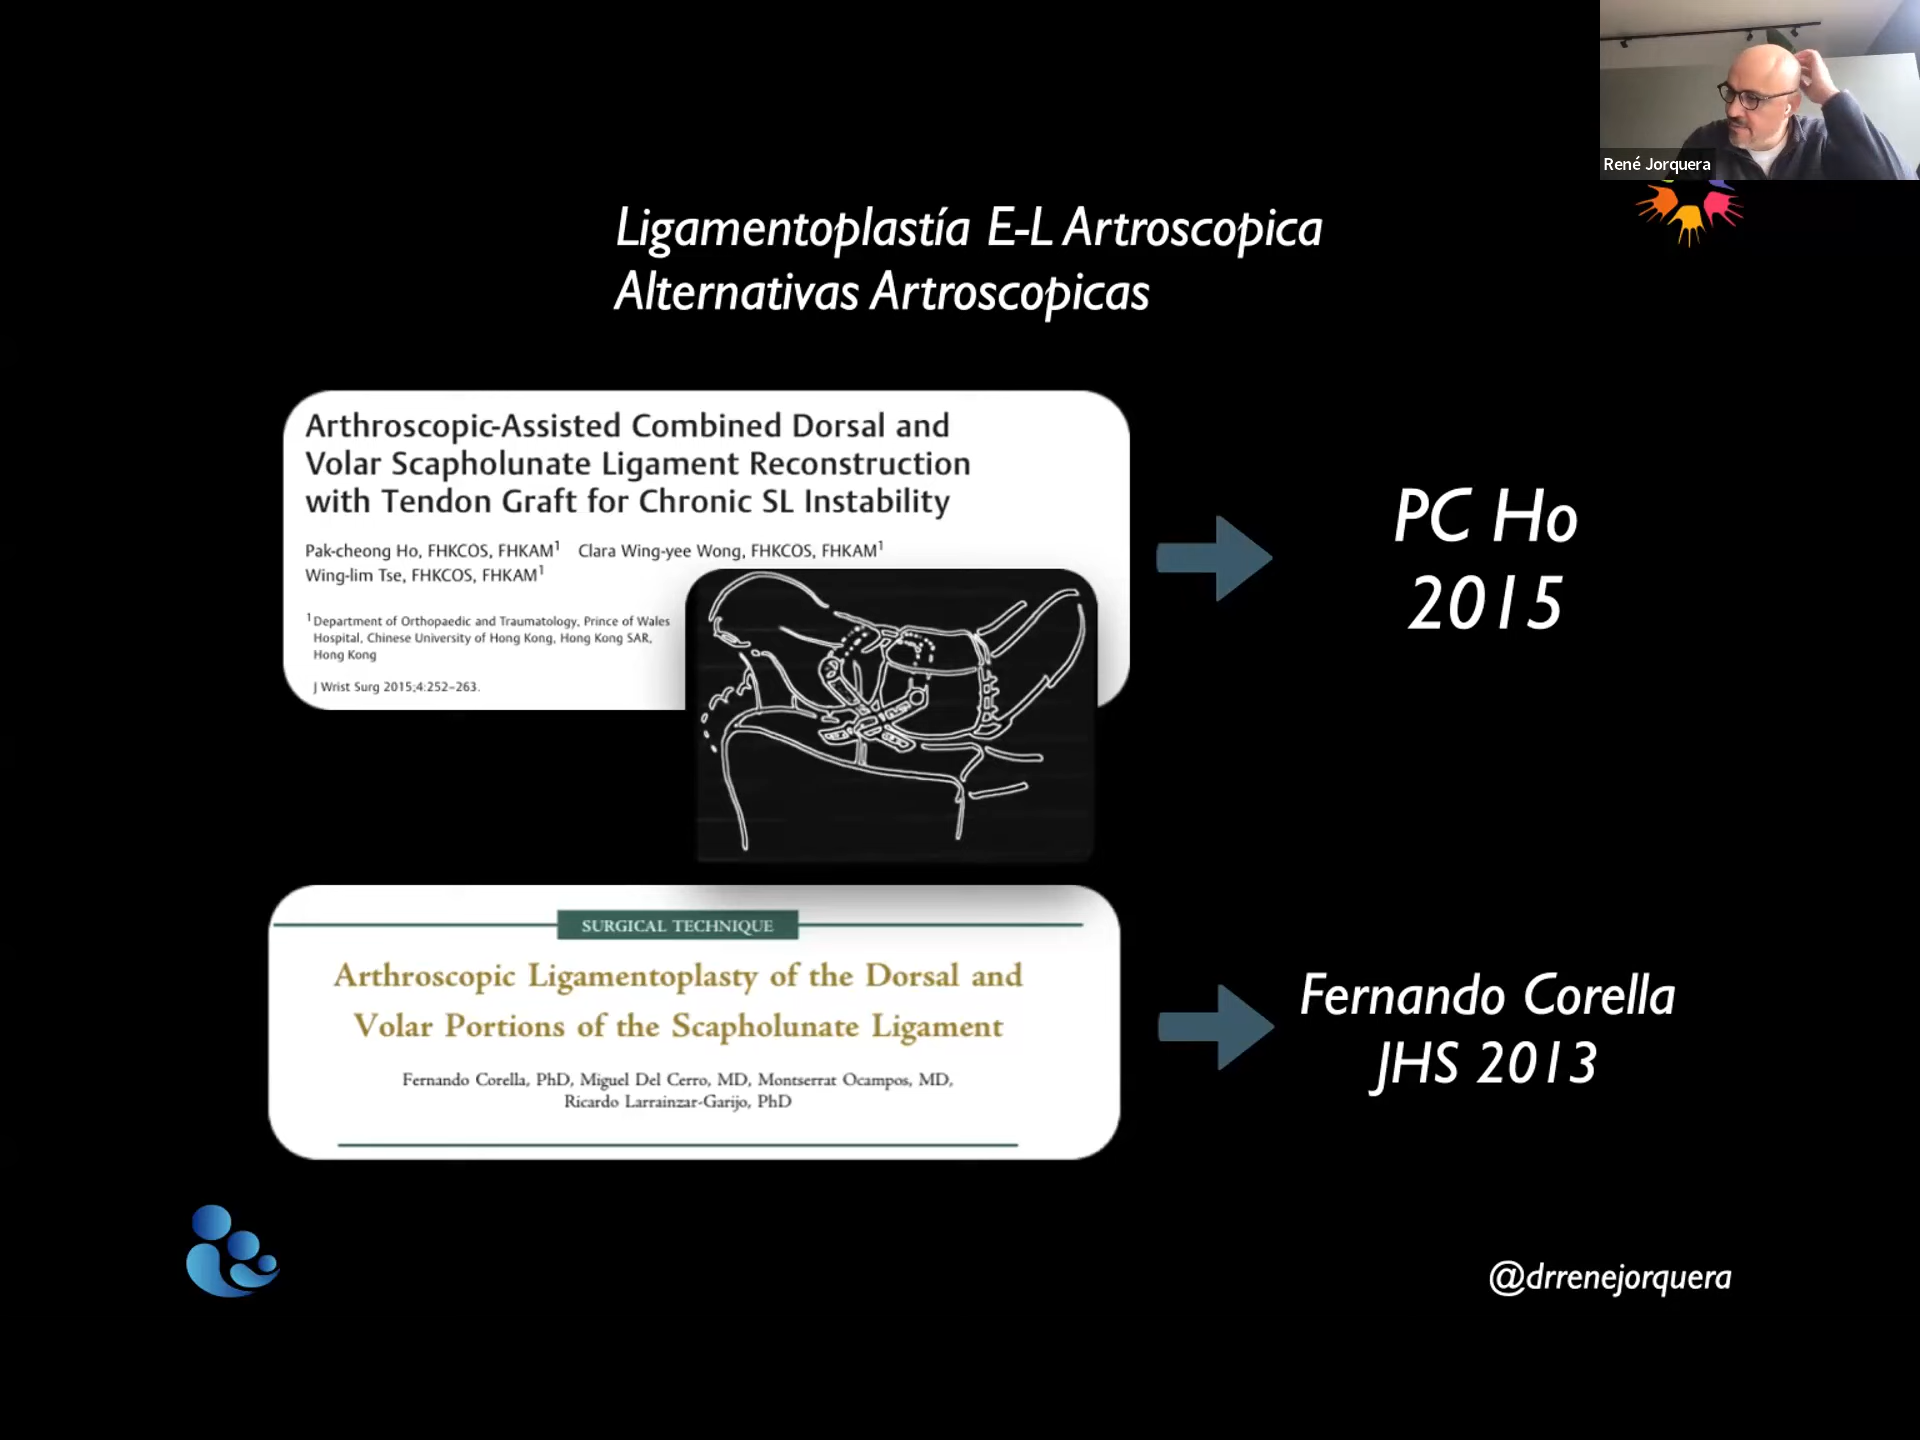 René Jorquera
Ligamentoplastía E-L Artroscopica
Alternativas Artroscopicas
Arthroscopic-Assisted Combined Dorsal and
Volar Scapholunate Ligament Reconstruction
with Tendon Graft for Chronic SL Instability
Pak-cheong Ho, FHKCOS, FHKAM1 Clara Wing-yee Wong, FHKCOS, FHKAM1
Wing-lim Tse, FHKCOS, FHKAM1
1 Department of Orthopaedic and Traumatology, Prince of Wales
Hospital, Chinese University of Hong Kong, Hong Kong SAR,
Hong Kong
J Wrist Surg 2015;4:252–263.
PC Ho
2015
SURGICAL TECHNIQUE
Arthroscopic Ligamentoplasty of the Dorsal and
Volar Portions of the Scapholunate Ligament
Fernando Corella, PhD, Miguel Del Cerro, MD, Montserrat Ocampos, MD,
Ricardo Larrainzar-Garijo, PhD
Fernando Corella
JHS 2013
@drrenejorquera